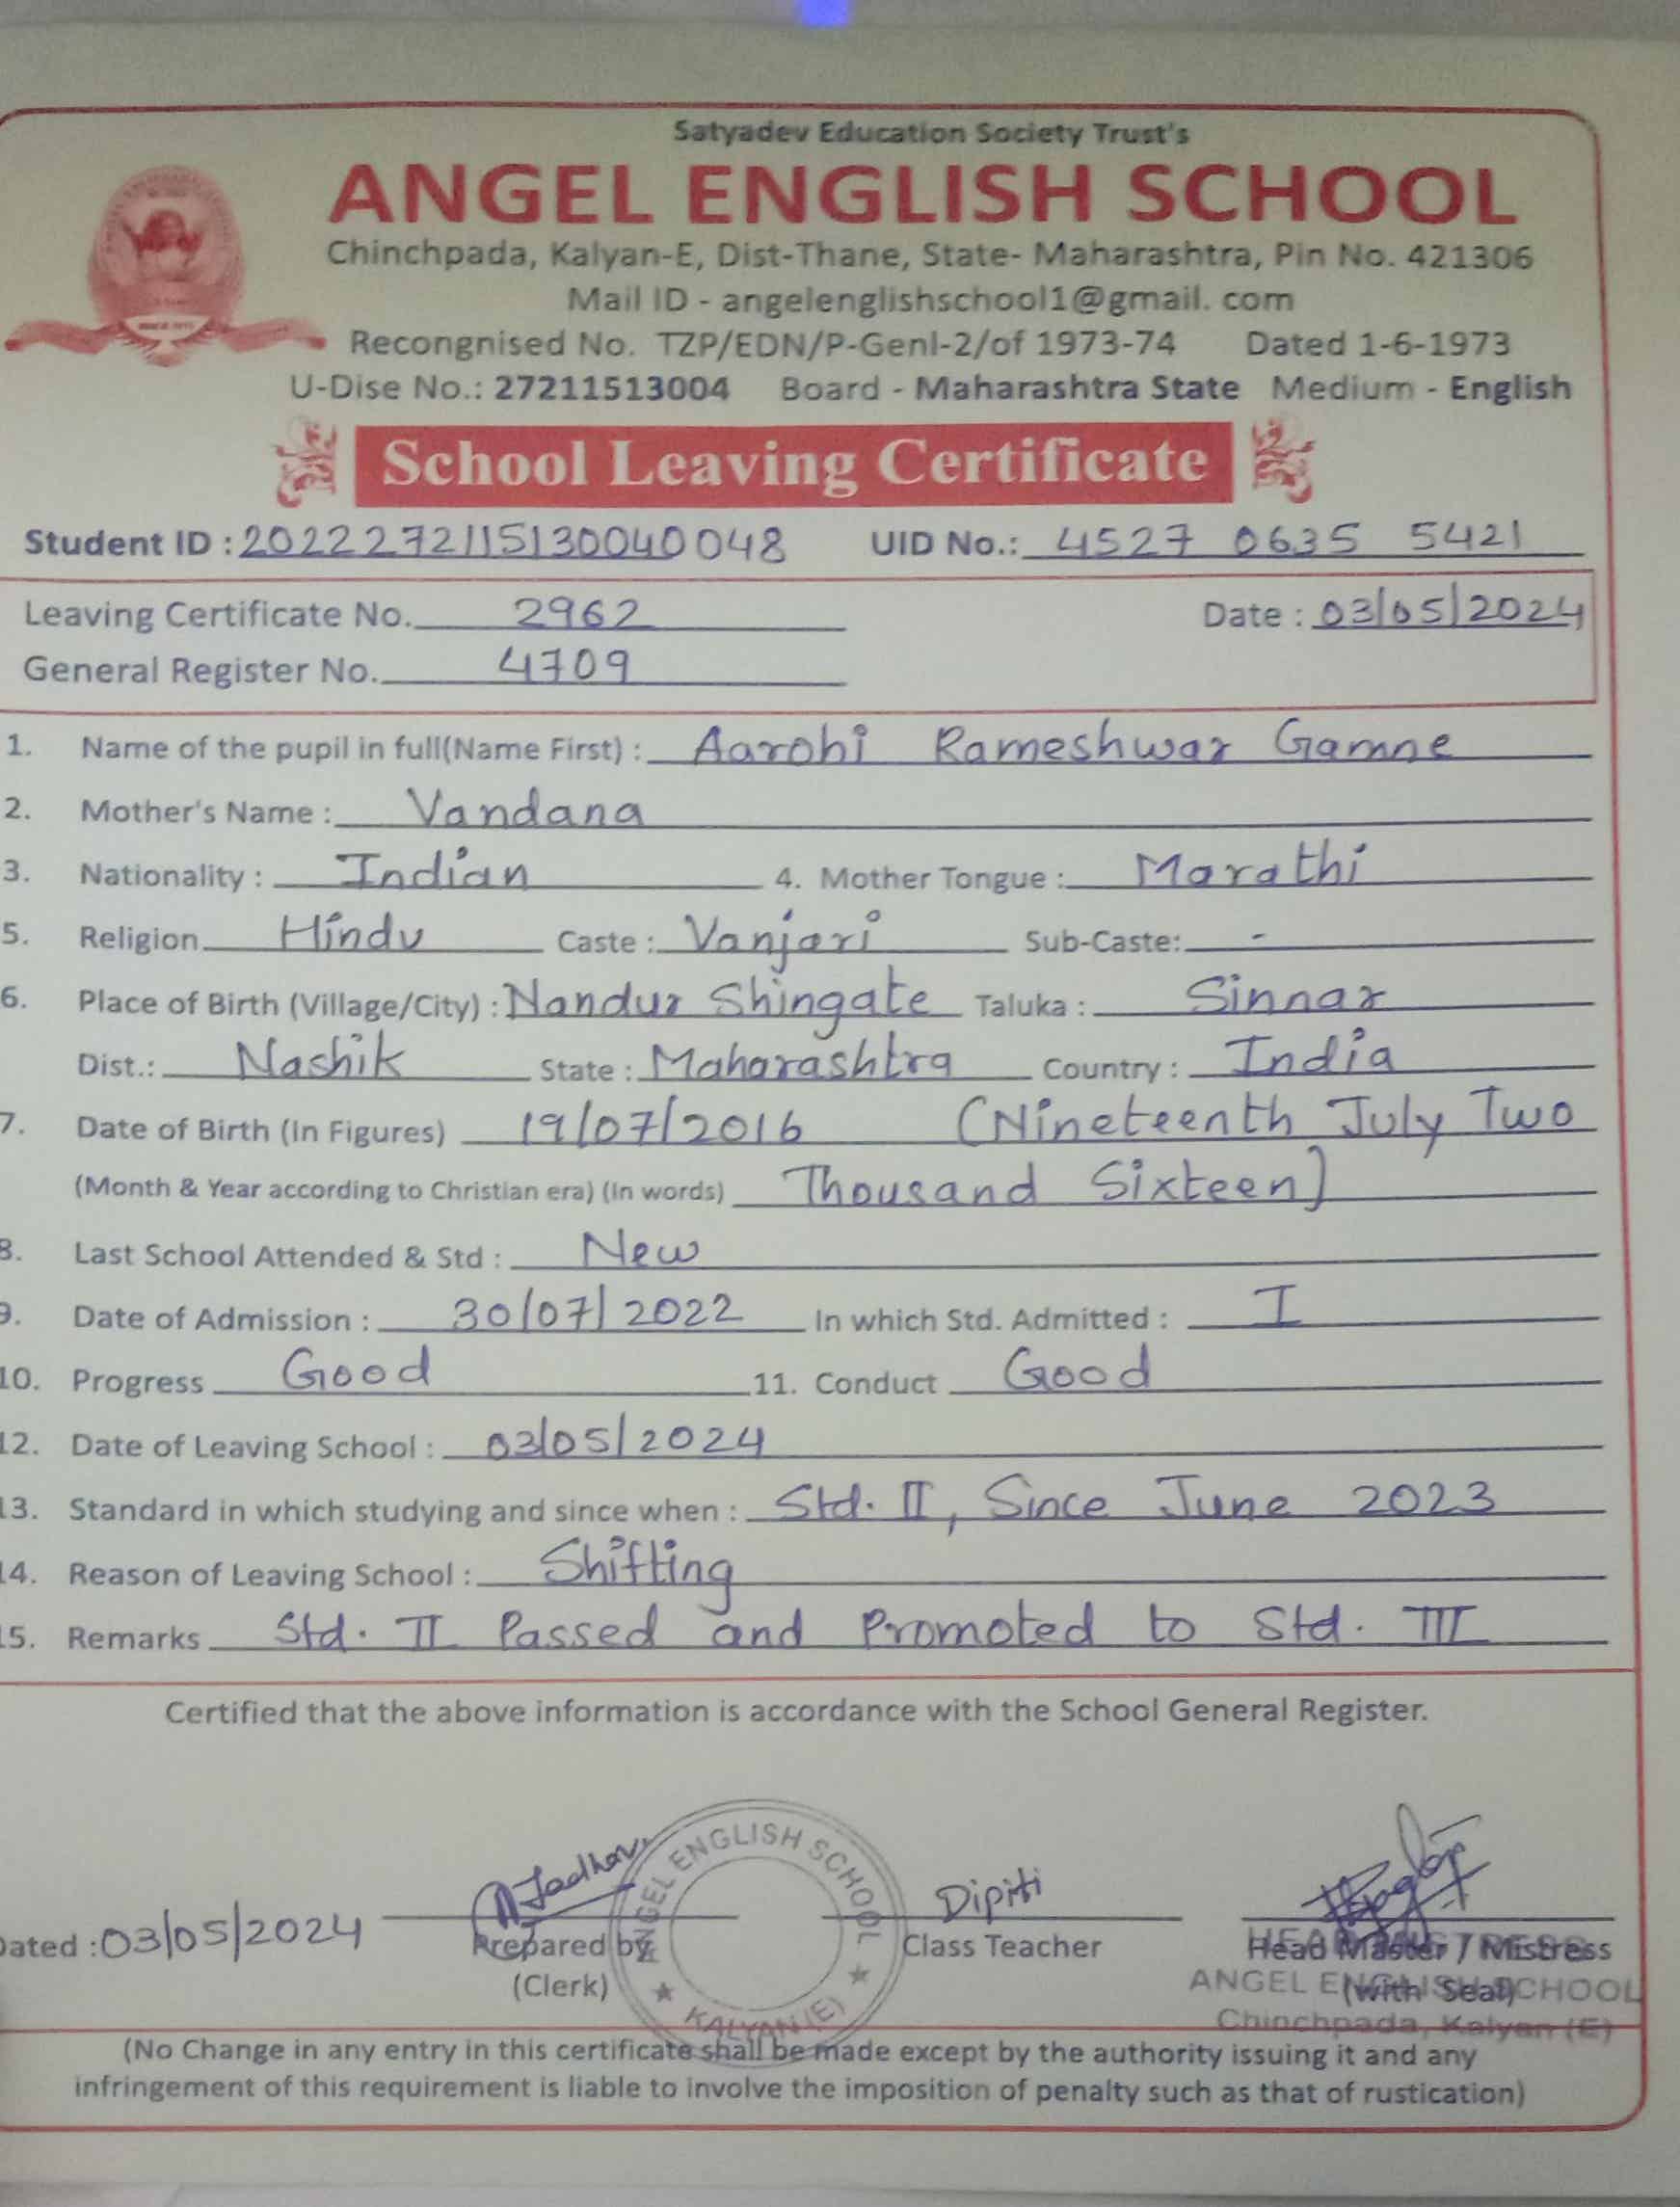 Satyadev Education Society Trust's
ANGEL ENGLISH SCHOOL
Chinchpada, Kalyan-E, Dist-Thane, State- Maharashtra, Pin No. 421306
Mail ID - angelenglishschool1@gmail. com
Recongnised No. TZP/EDN/P-Genl-2/of 1973-74 Dated 1-6-1973
U-Dise No.: 27211513004 Board - Maharashtra State Medium - English
School Leaving Certificate
Student ID : 2022272115130040048 UID No.: 4527 0635 5421
Leaving Certificate No. 2962 Date : 03/05/2024
General Register No. 4709
1. Name of the pupil in full(Name First) : Aarohi Rameshwar Gamne
2. Mother's Name : Vandana
3. Nationality : Indian 4. Mother Tongue : Marathi
5. Religion Hindu Caste : Vanjari Sub-Caste: -
6. Place of Birth (Village/City) : Nandur Shingate Taluka : Sinnar
Dist.: Nashik State : Maharashtra Country : India
7. Date of Birth (In Figures) 19/07/2016 (Nineteenth July Two
(Month & Year according to Christian era) (In words) Thousand Sixteen)
8. Last School Attended & Std : New
9. Date of Admission : 30/07/2022 In which Std. Admitted : I
10. Progress Good 11. Conduct Good
12. Date of Leaving School : 03/05/2024
13. Standard in which studying and since when : Std. II, Since June 2023
14. Reason of Leaving School : Shifting
15. Remarks Std. II Passed and Promoted to Std. III
Certified that the above information is accordance with the School General Register.
ANGEL ENGLISH SCHOOL
KALYAN (E)
Jadhav Dipiti
Dated : 03/05/2024 Prepared by Class Teacher Head Master / Mistress
(Clerk) (With Seal)
HEAD MISTRESS
ANGEL ENGLISH SCHOOL
Chinchpada, Kalyan (E)
(No Change in any entry in this certificate shall be made except by the authority issuing it and any
infringement of this requirement is liable to involve the imposition of penalty such as that of rustication)